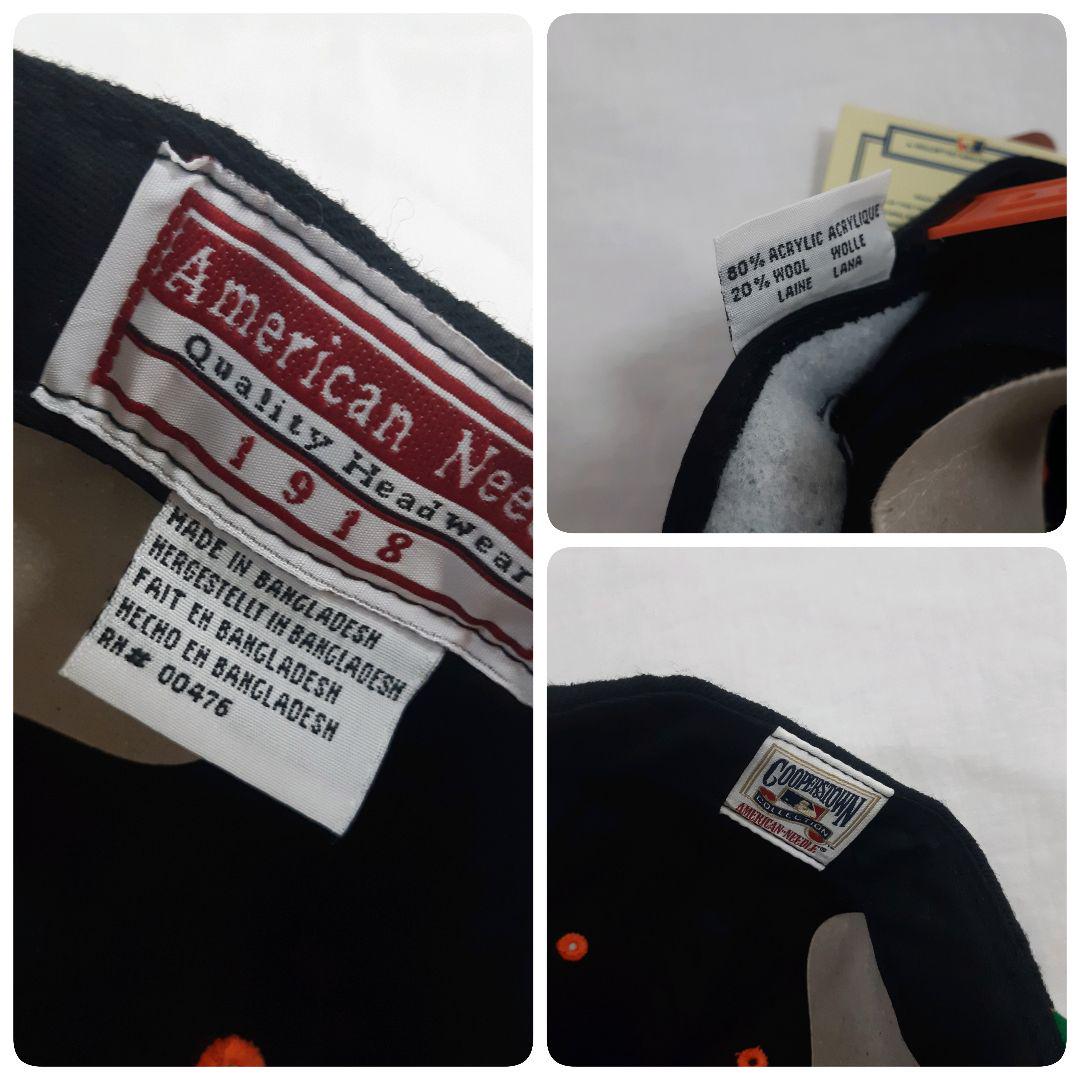 American Nee
Quality Headwear
1918
MADE IN BANGLADESH
HERGESTELLT IN BANGLADESH
FAIT EN BANGLADESH
HECHO EN BANGLADESH
RN# 00476
80% ACRYLIC ACRYLIQUE
20% WOOL WOLLE
LAINE LANA
COOPERSTOWN
COLLECTION
AMERICAN NEEDLE